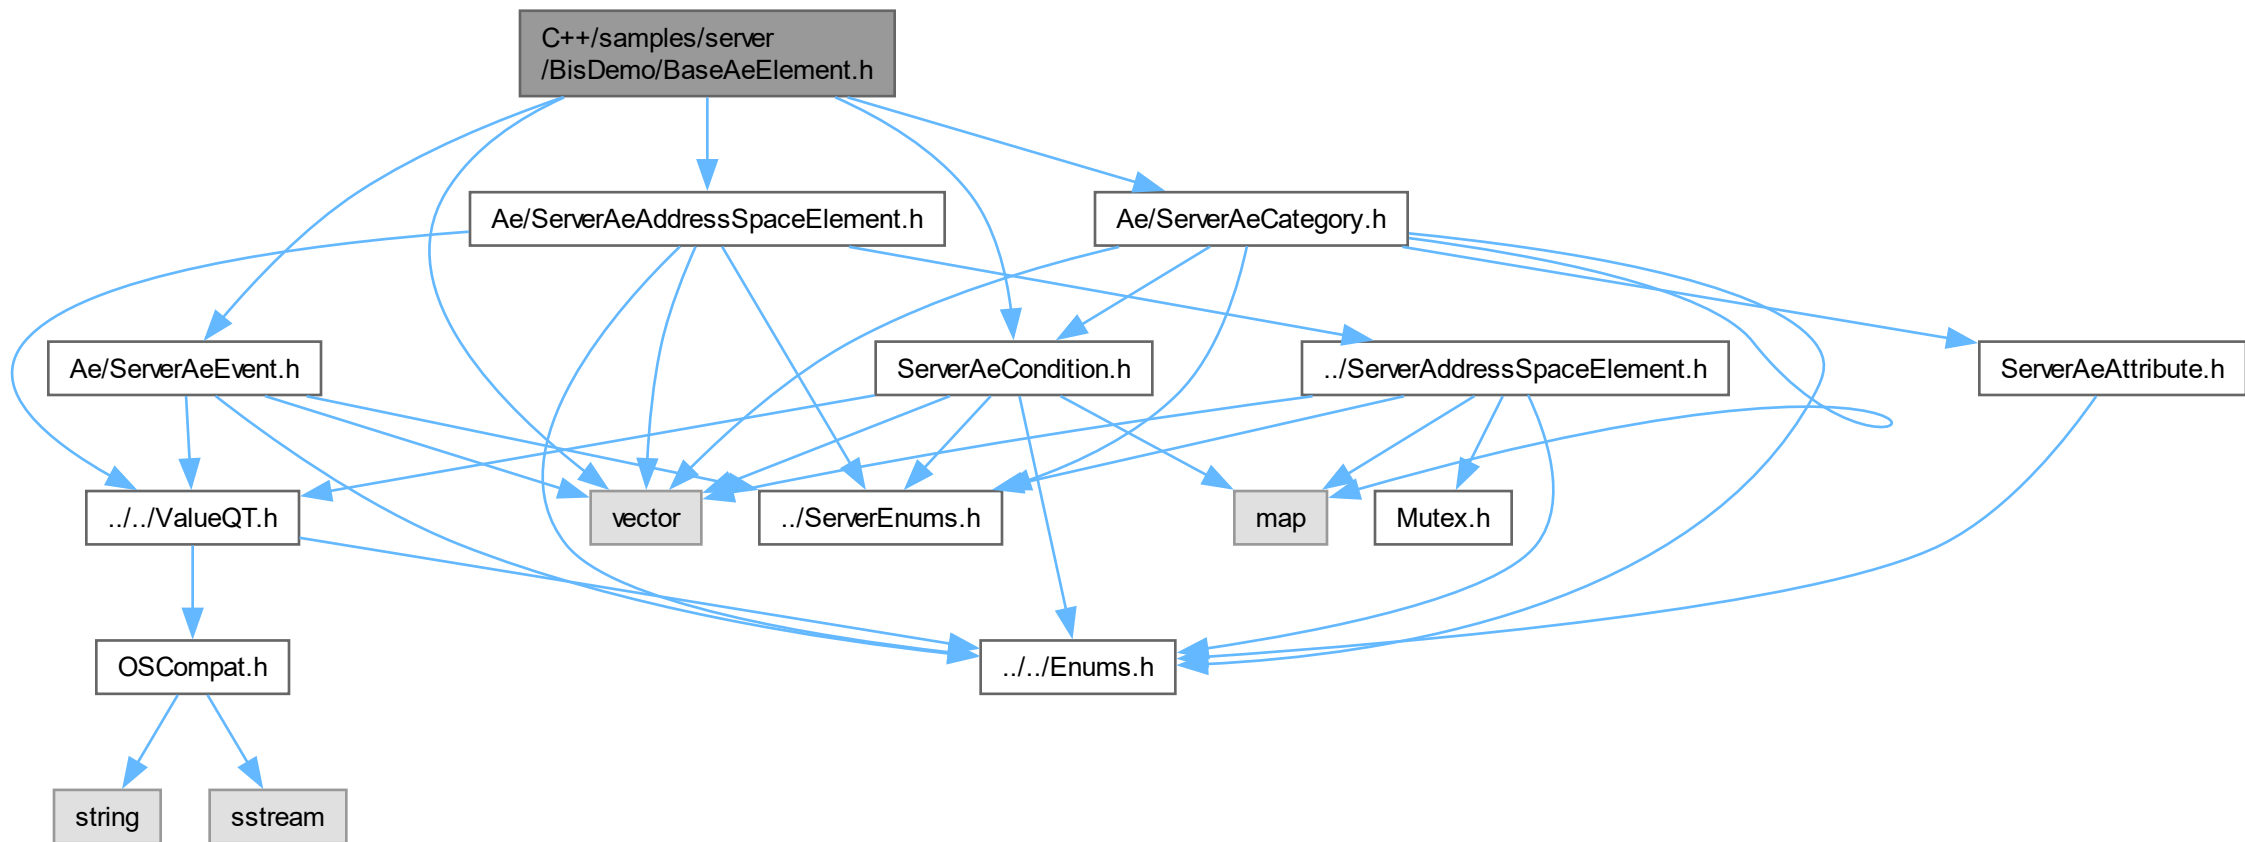 C++/samples/server
/BisDemo/BaseAeElement.h
Ae/ServerAeAddressSpaceElement.h
Ae/ServerAeCategory.h
Ae/ServerAeEvent.h
ServerAeCondition.h
../ServerAddressSpaceElement.h
ServerAeAttribute.h
../../ValueQT.h
vector
../ServerEnums.h
map
Mutex.h
OSCompat.h
../../Enums.h
string
sstream